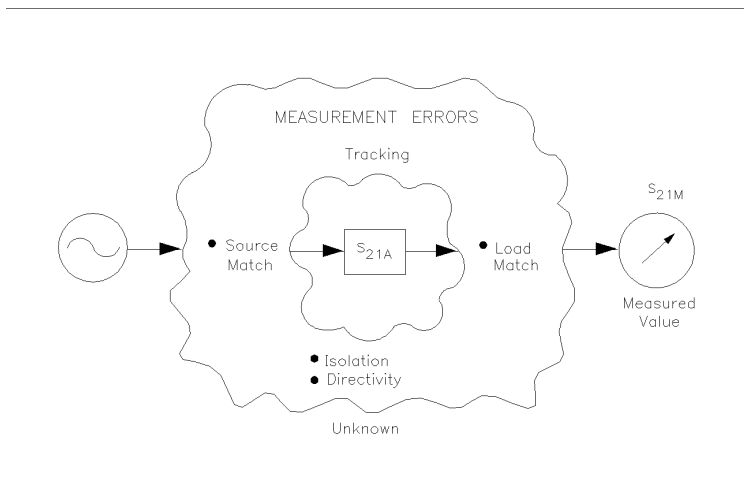 MEASUREMENT ERRORS
Tracking
S21M
• Source
Match
S21A
• Load
Match
Measured
Value
• Isolation
• Directivity
Unknown